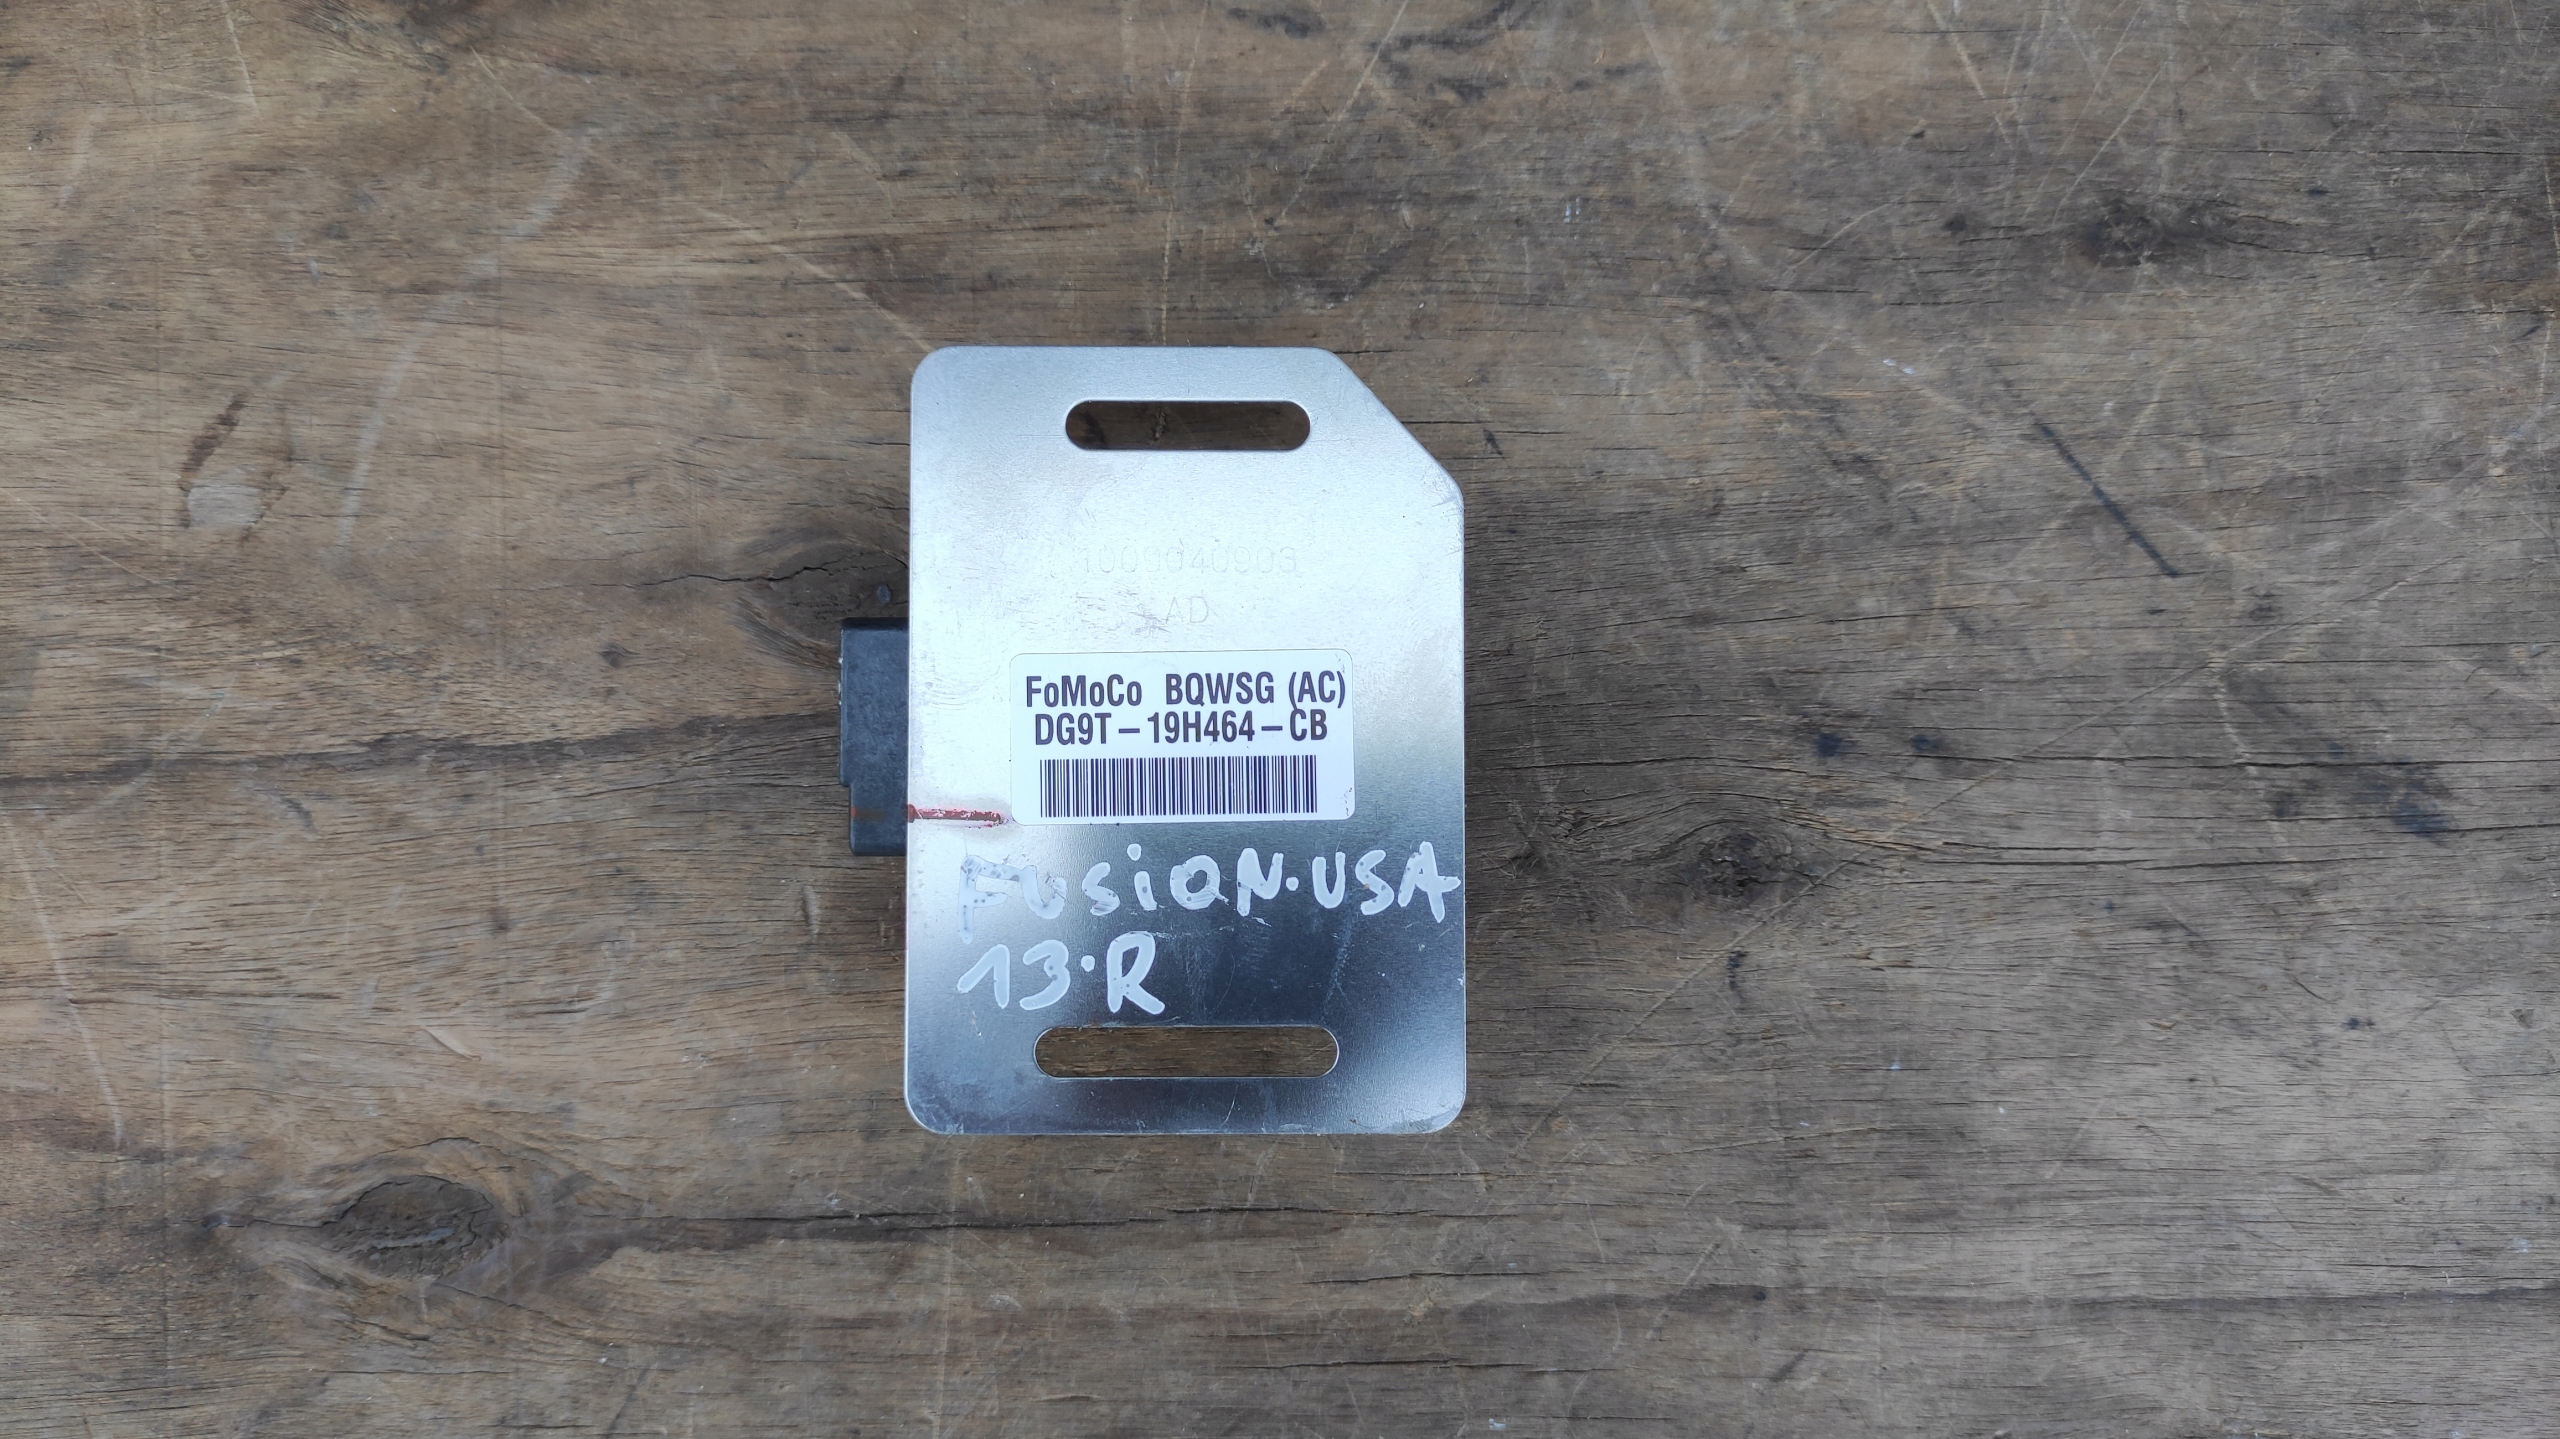 1009040903
AD
FoMoCo BQWSG (AC)
DG9T-19H464-CB
FUSiON.USA
13.R